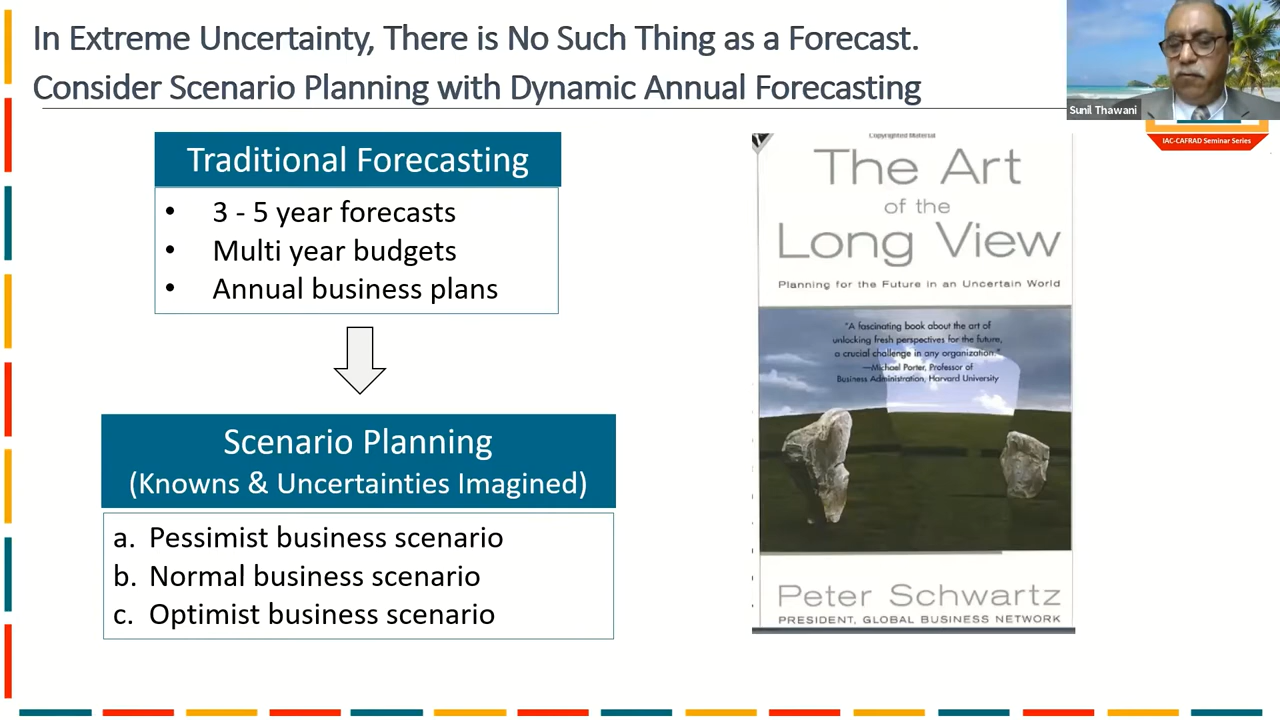 In Extreme Uncertainty, There is No Such Thing as a Forecast.
Consider Scenario Planning with Dynamic Annual Forecasting
Sunil Thawani
IAC-CAFRAD Seminar Series
Traditional Forecasting
• 3 - 5 year forecasts
• Multi year budgets
• Annual business plans
Scenario Planning
(Knowns & Uncertainties Imagined)
a. Pessimist business scenario
b. Normal business scenario
c. Optimist business scenario
Copyrighted Material
The Art
of the
Long View
Planning for the Future in an Uncertain World
"A fascinating book about the art of
unlocking fresh perspectives for the future,
a crucial challenge in any organization."
—Michael Porter, Professor of
Business Administration, Harvard University
Peter Schwartz
PRESIDENT, GLOBAL BUSINESS NETWORK